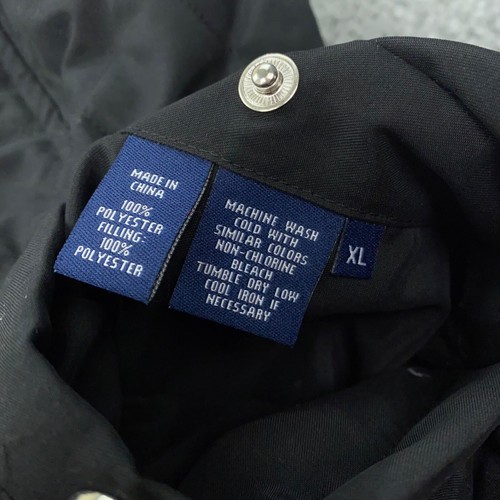 MADE IN
CHINA
100%
POLYESTER
FILLING:
100%
POLYESTER
MACHINE WASH
COLD WITH
SIMILAR COLORS
NON-CHLORINE
BLEACH
TUMBLE DRY LOW
COOL IRON IF
NECESSARY
XL